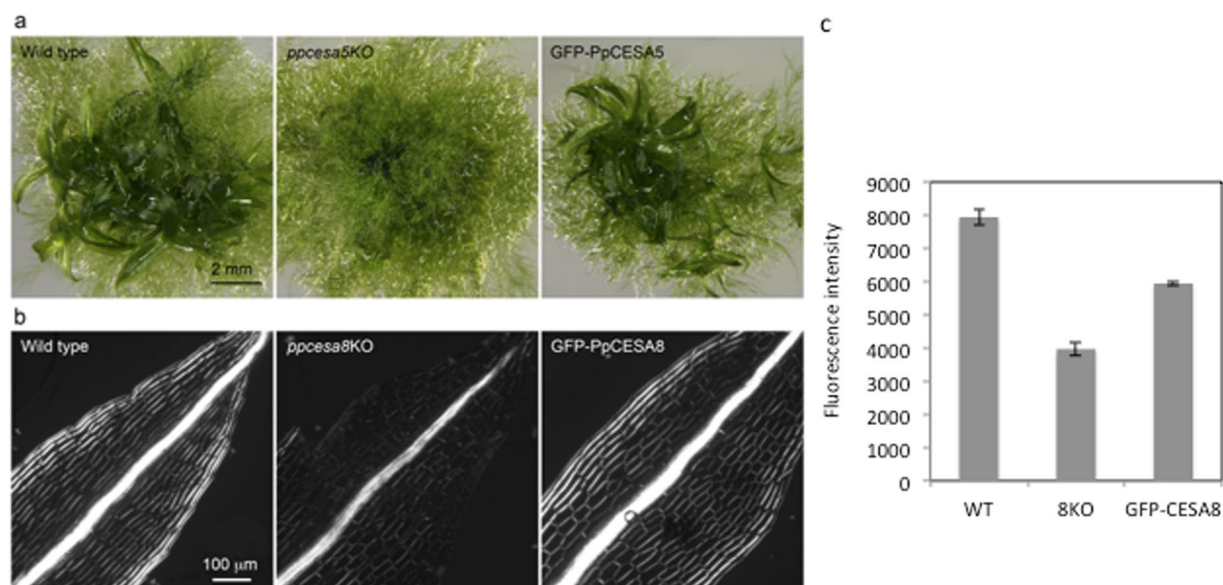 a
Wild type
ppcesa5KO
GFP-PpCESA5
2 mm
b
Wild type
ppcesa8KO
GFP-PpCESA8
100 μm
c
Fluorescence intensity
9000
8000
7000
6000
5000
4000
3000
2000
1000
0
WT 8KO GFP-CESA8